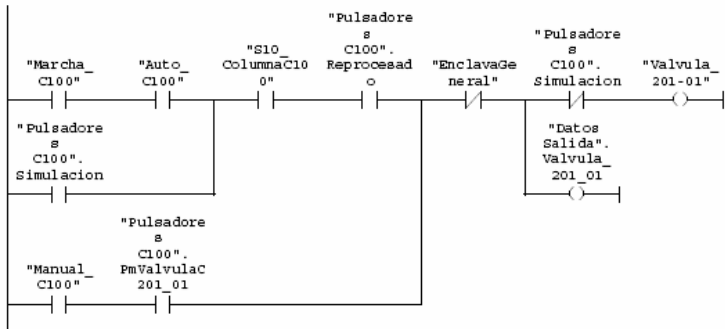 "Marcha_
C100"
"Auto_
C100"
"S10_
ColumnaC10
0"
"Pulsadore
s
C100".
Reprocesad
o
"EnclavaGe
neral"
"Pulsadore
s
C100".
Simulacion
"Valvula_
201-01"
"Pulsadore
s
C100".
Simulacion
"Datos
Salida".
Valvula_
201_01
"Manual_
C100"
"Pulsadore
s
C100".
PmValvulaC
201_01